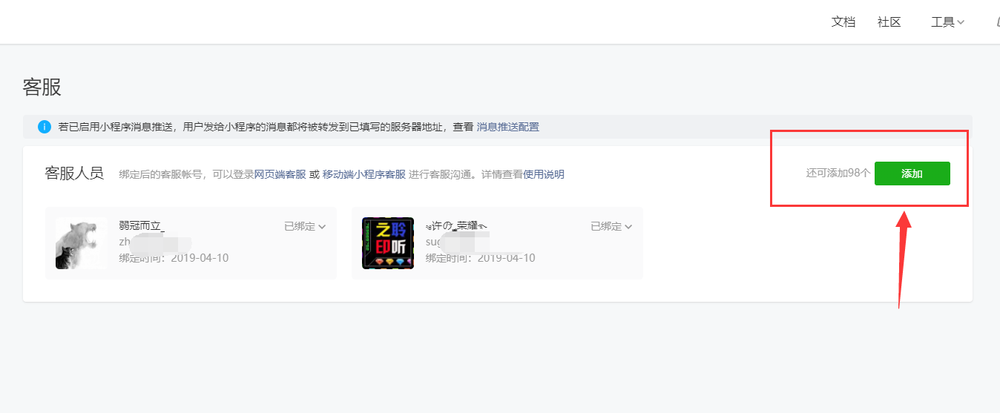 文档 社区 工具
客服
若已启用小程序消息推送，用户发给小程序的消息都将被转发到已填写的服务器地址，查看 消息推送配置
客服人员 绑定后的客服帐号，可以登录网页端客服 或 移动端小程序客服 进行客服沟通。详情查看使用说明 还可添加98个 添加
弱冠而立_ 已绑定
zh
绑定时间：2019-04-10
之聆
印听
许の_荣耀 已绑定
sug
绑定时间：2019-04-10